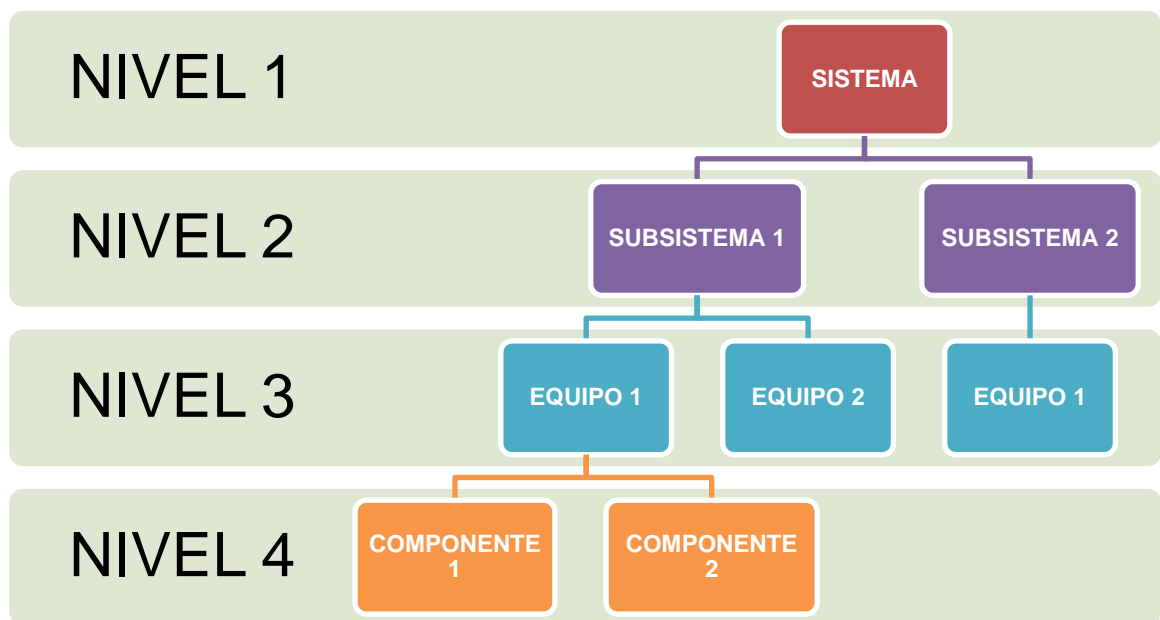 NIVEL 1
SISTEMA
NIVEL 2
SUBSISTEMA 1
SUBSISTEMA 2
NIVEL 3
EQUIPO 1
EQUIPO 2
EQUIPO 1
NIVEL 4
COMPONENTE
1
COMPONENTE
2